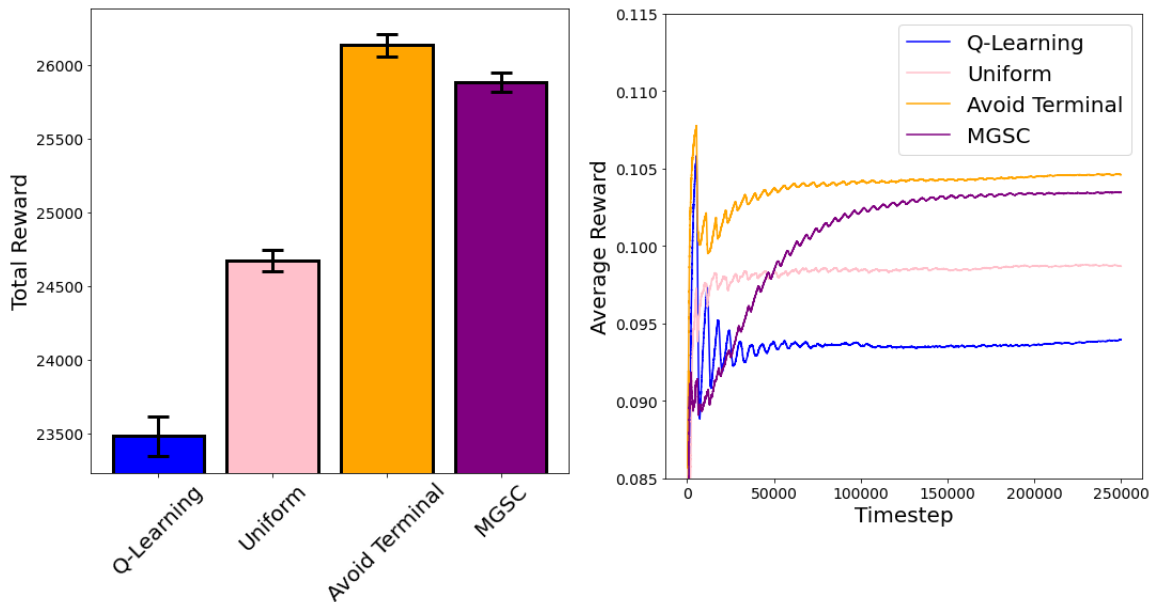 Total Reward
26000
25500
25000
24500
24000
23500
Q-Learning
Uniform
Avoid Terminal
MGSC
Average Reward
0.115
0.110
0.105
0.100
0.095
0.090
0.085
Q-Learning
Uniform
Avoid Terminal
MGSC
0
50000
100000
150000
200000
250000
Timestep